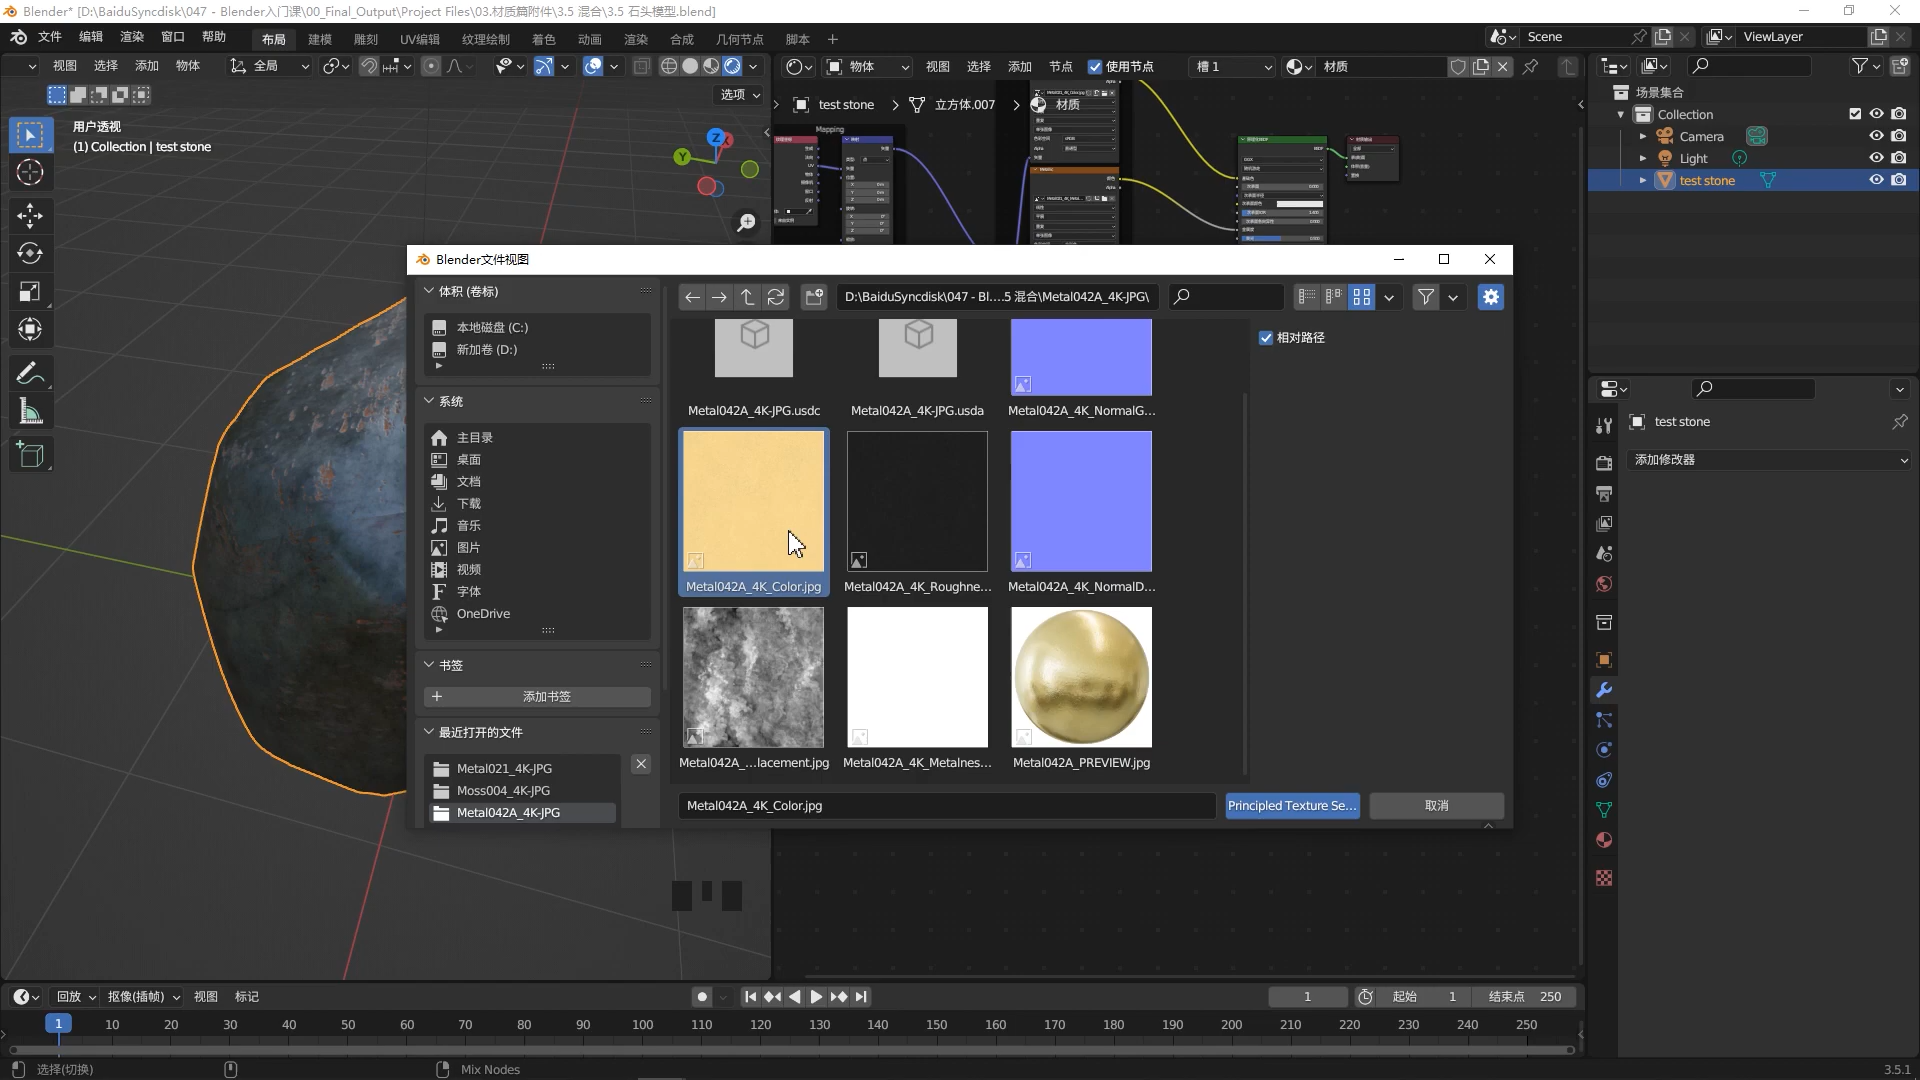 Blender* [D:\BaiduSyncdisk\047 - Blender入门课\00_Final_Output\Project Files\03.材质篇附件\3.5 混合\3.5 石头模型.blend]
文件 编辑 渲染 窗口 帮助
布局 建模 雕刻 UV编辑 纹理绘制 着色 动画 渲染 合成 几何节点 脚本 +
Scene
ViewLayer
视图 选择 添加 物体
全局
物体 视图 选择 添加 节点 使用节点
槽 1
材质
选项
test stone 立方体.007 材质
用户透视
(1) Collection | test stone
Z
Y
Mapping
场景集合
Collection
Camera
Light
test stone
test stone
添加修改器
Blender文件视图
体积 (卷标)
本地磁盘 (C:)
新加卷 (D:)
系统
主目录
桌面
文档
下载
音乐
图片
视频
字体
OneDrive
书签
添加书签
最近打开的文件
Metal021_4K-JPG
Moss004_4K-JPG
Metal042A_4K-JPG
D:\BaiduSyncdisk\047 - Bl....5 混合\Metal042A_4K-JPG\
相对路径
Metal042A_4K-JPG.usdc
Metal042A_4K-JPG.usda
Metal042A_4K_NormalG...
Metal042A_4K_Color.jpg
Metal042A_4K_Roughne...
Metal042A_4K_NormalD...
Metal042A_...lacement.jpg
Metal042A_4K_Metalnes...
Metal042A_PREVIEW.jpg
Metal042A_4K_Color.jpg
Principled Texture Se...
取消
回放 抠像(插帧) 视图 标记
1
起始 1
结束点 250
1 10 20 30 40 50 60 70 80 90 100 110 120 130 140 150 160 170 180 190 200 210 220 230 240 250
选择(切换)
Mix Nodes
3.5.1